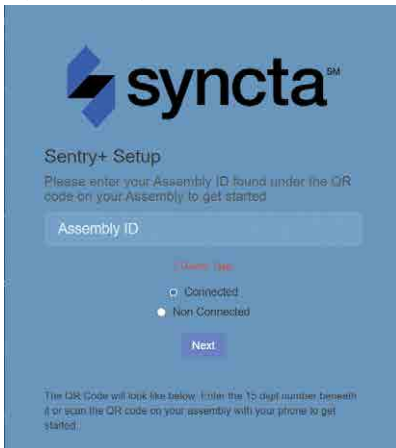 syncta
SM
Sentry+ Setup
Please enter your Assembly ID found under the QR
code on your Assembly to get started
Assembly ID
Connected
Non Connected
Next
The QR Code will look like below. Enter the 15 digit number beneath
it or scan the QR code on your assembly with your phone to get
started.